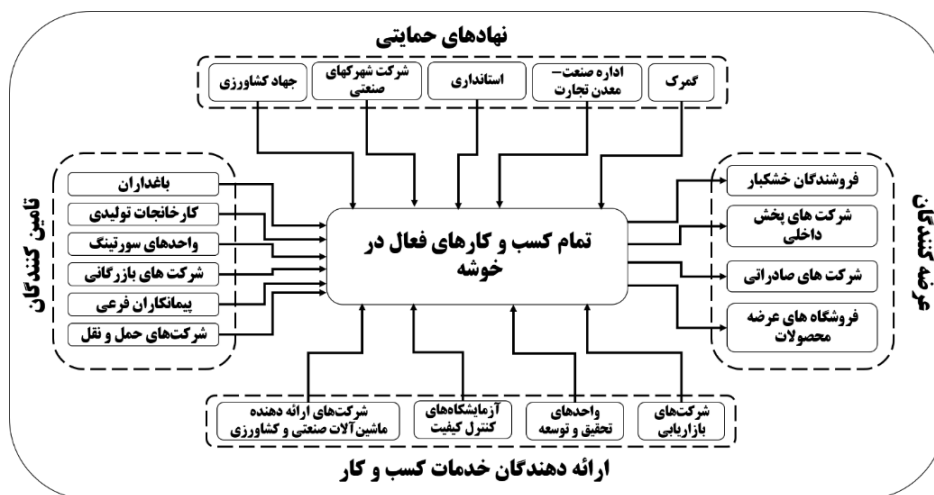 نهادهای حمایتی
گمرک
اداره صنعت–
معدن تجارت
استانداری
شرکت شهرکهای
صنعتی
جهاد کشاورزی
عرضه کنندگان
فروشندگان خشکبار
شرکت های پخش
داخلی
شرکت های صادراتی
فروشگاه های عرضه
محصولات
تمام کسب و کارهای فعال در
خوشه
تامین کنندگان
باغداران
کارخانجات تولیدی
واحدهای سورتینگ
شرکت های بازرگانی
پیمانکاران فرعی
شرکت‌های حمل و نقل
شرکت‌های
بازاریابی
واحدهای
تحقیق و توسعه
آزمایشگاه‌های
کنترل کیفیت
شرکت‌های ارائه دهنده
ماشین‌آلات صنعتی و کشاورزی
ارائه دهندگان خدمات کسب و کار